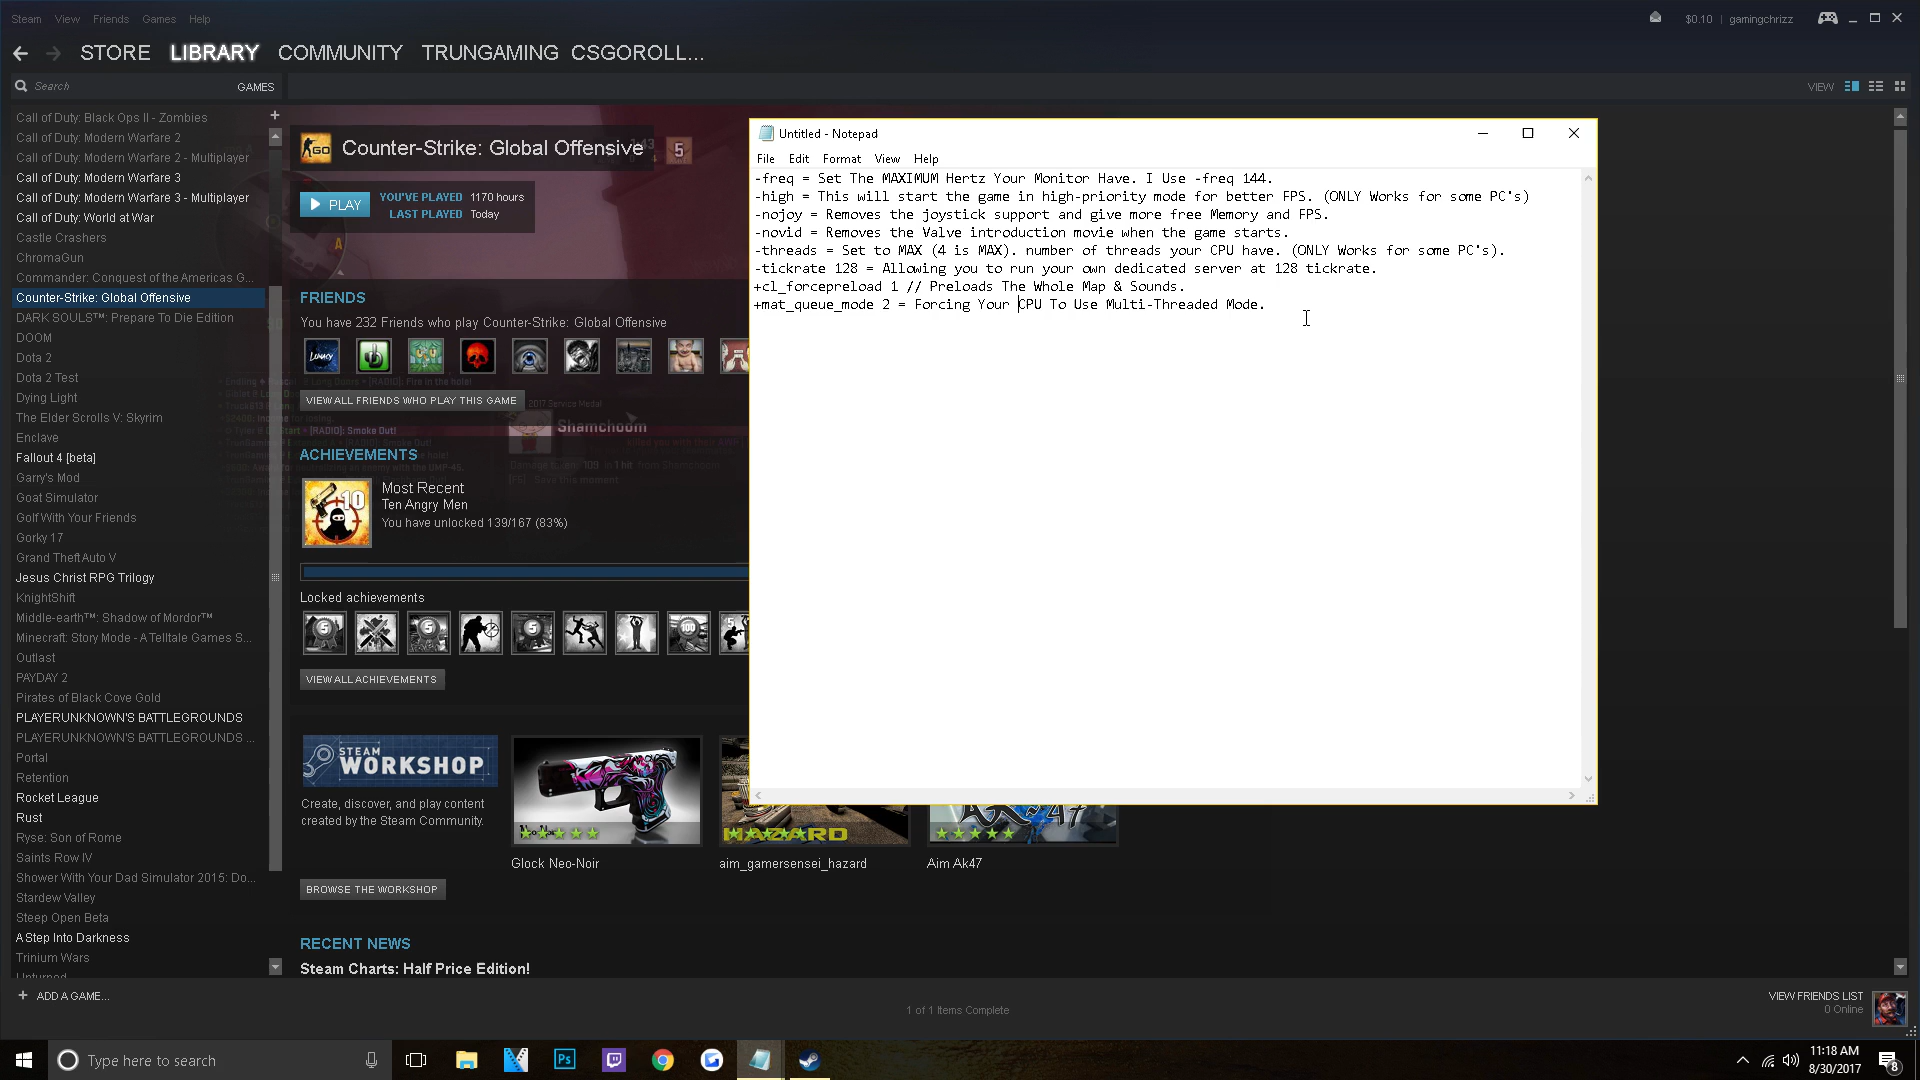 Steam View Friends Games Help
$0.10 | gamingchrizz
STORE LIBRARY COMMUNITY TRUNGAMING CSGOROLL...
Search GAMES
VIEW
Call of Duty: Black Ops II - Zombies
Call of Duty: Modern Warfare 2
Call of Duty: Modern Warfare 2 - Multiplayer
Call of Duty: Modern Warfare 3
Call of Duty: Modern Warfare 3 - Multiplayer
Call of Duty: World at War
Castle Crashers
ChromaGun
Commander: Conquest of the Americas G...
Counter-Strike: Global Offensive
DARK SOULS™: Prepare To Die Edition
DOOM
Dota 2
Dota 2 Test
Dying Light
The Elder Scrolls V: Skyrim
Enclave
Fallout 4 [beta]
Garry's Mod
Goat Simulator
Golf With Your Friends
Gorky 17
Grand Theft Auto V
Jesus Christ RPG Trilogy
KnightShift
Middle-earth™: Shadow of Mordor™
Minecraft: Story Mode - A Telltale Games S...
Outlast
PAYDAY 2
Pirates of Black Cove Gold
PLAYERUNKNOWN'S BATTLEGROUNDS
PLAYERUNKNOWN'S BATTLEGROUNDS ...
Portal
Retention
Rocket League
Rust
Ryse: Son of Rome
Saints Row IV
Shower With Your Dad Simulator 2015: Do...
Stardew Valley
Steep Open Beta
A Step Into Darkness
Trinium Wars
Unturned
+ ADD A GAME...
GO Counter-Strike: Global Offensive
5
PLAY
YOU'VE PLAYED 1170 hours
LAST PLAYED Today
FRIENDS
You have 232 Friends who play Counter-Strike: Global Offensive
LUNACY
VIEW ALL FRIENDS WHO PLAY THIS GAME
2017 Service Medal
[RADIO]: Fire in the hole!
[RADIO]: Smoke Out!
Shamchoom
ACHIEVEMENTS
10
Most Recent
Ten Angry Men
You have unlocked 139/167 (83%)
Locked achievements
VIEW ALL ACHIEVEMENTS
STEAM
WORKSHOP
Create, discover, and play content
created by the Steam Community.
BROWSE THE WORKSHOP
Glock Neo-Noir
HAZARD
aim_gamersensei_hazard
Aim Ak47
RECENT NEWS
Steam Charts: Half Price Edition!
Untitled - Notepad
File Edit Format View Help
-freq = Set The MAXIMUM Hertz Your Monitor Have. I Use -freq 144.
-high = This will start the game in high-priority mode for better FPS. (ONLY Works for some PC's)
-nojoy = Removes the joystick support and give more free Memory and FPS.
-novid = Removes the Valve introduction movie when the game starts.
-threads = Set to MAX (4 is MAX). number of threads your CPU have. (ONLY Works for some PC's).
-tickrate 128 = Allowing you to run your own dedicated server at 128 tickrate.
+cl_forcepreload 1 // Preloads The Whole Map & Sounds.
+mat_queue_mode 2 = Forcing Your CPU To Use Multi-Threaded Mode.
1 of 1 Items Complete
VIEW FRIENDS LIST
0 Online
Type here to search
Ps
11:18 AM
8/30/2017
8